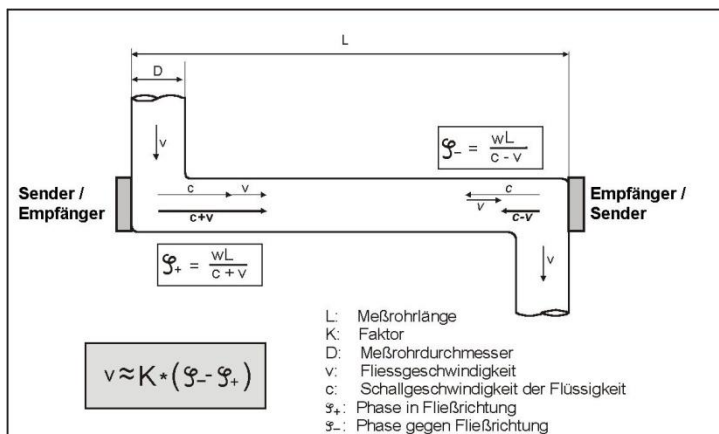 L
D
v
𝒮₋ = wL
c - v
Sender /
Empfänger
c v
c+v
c
v
c-v
Empfänger /
Sender
𝒮₊ = wL
c + v
v
v ≈ K * (𝒮₋ - 𝒮₊)
L: Meßrohrlänge
K: Faktor
D: Meßrohrdurchmesser
v: Fliessgeschwindigkeit
c: Schallgeschwindigkeit der Flüssigkeit
𝒮₊: Phase in Fließrichtung
𝒮₋: Phase gegen Fließrichtung